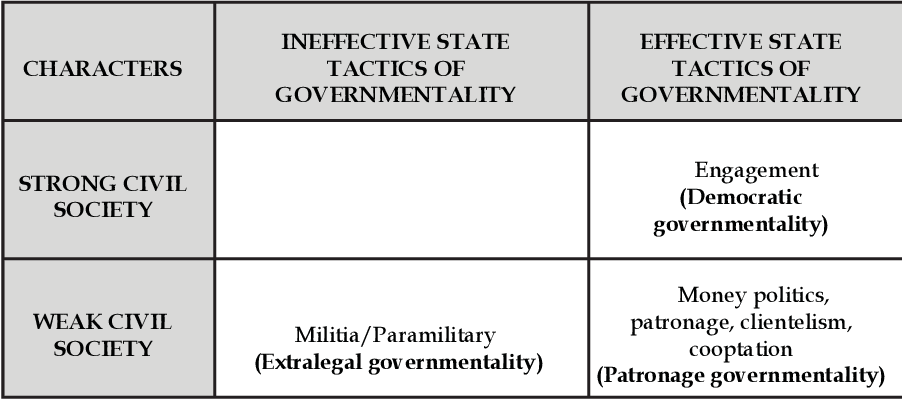 CHARACTERS
INEFFECTIVE STATE
TACTICS OF
GOVERNMENTALITY
EFFECTIVE STATE
TACTICS OF
GOVERNMENTALITY
STRONG CIVIL
SOCIETY
Engagement
(Democratic
governmentality)
WEAK CIVIL
SOCIETY
Militia/Paramilitary
(Extralegal governmentality)
Money politics,
patronage, clientelism,
cooptation
(Patronage governmentality)